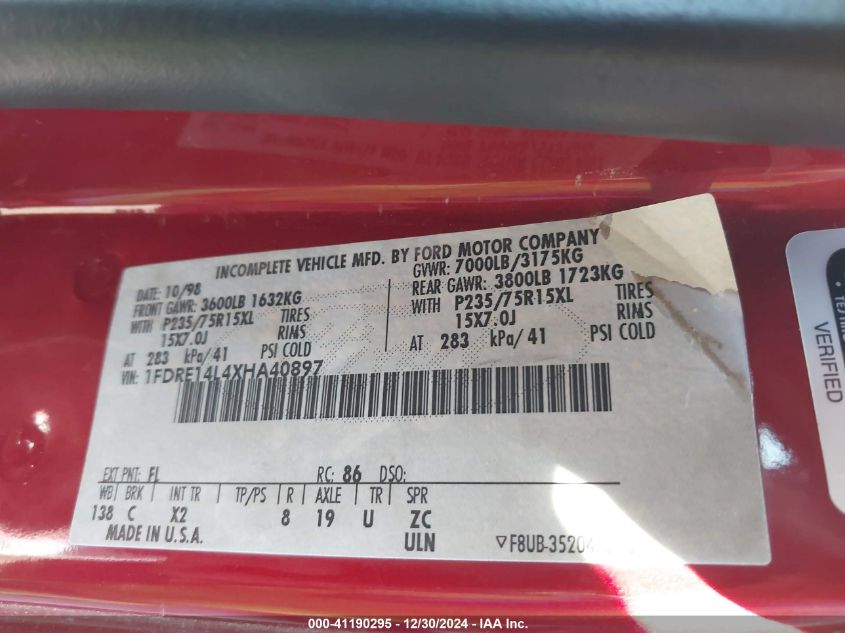 INCOMPLETE VEHICLE MFD. BY FORD MOTOR COMPANY
DATE: 10/98 GVWR: 7000LB/3175KG
FRONT GAWR: 3600LB 1632KG REAR GAWR: 3800LB 1723KG
WITH P235/75R15XL TIRES WITH P235/75R15XL TIRES
15X7.0J RIMS 15X7.0J RIMS
AT 283 kPa/41 PSI COLD AT 283 kPa/41 PSI COLD
VIN: 1FDRE14L4XHA40897
EXT PNT: FL RC: 86 DSO:
WB BRK INT TR TP/PS R AXLE TR SPR
138 C X2 8 19 U ZC
MADE IN U.S.A. ULN
F8UB-3520
VERIFIED
000-41190295 - 12/30/2024 - IAA Inc.